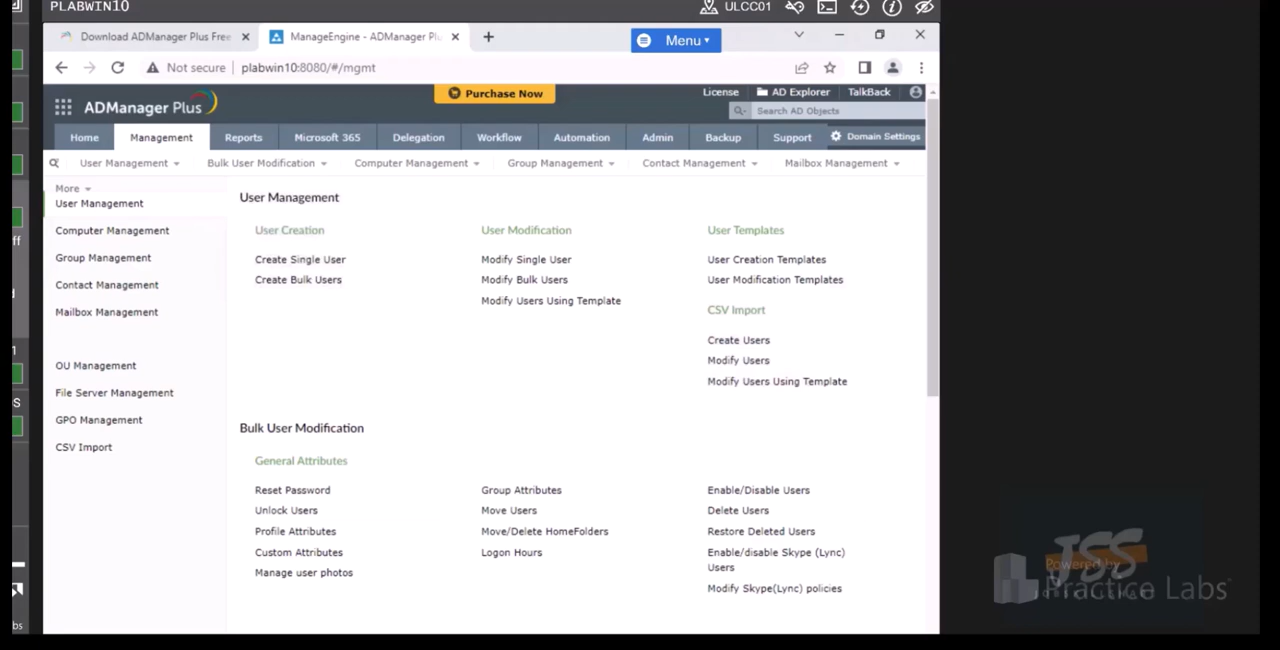 PLABWIN10
ULCC01
Download ADManager Plus Free
ManageEngine - ADManager Plu
Menu
Not secure
plabwin10:8080/#/mgmt
ADManager Plus
Purchase Now
License
AD Explorer
TalkBack
Search AD Objects
Home
Management
Reports
Microsoft 365
Delegation
Workflow
Automation
Admin
Backup
Support
Domain Settings
User Management
Bulk User Modification
Computer Management
Group Management
Contact Management
Mailbox Management
More
User Management
Computer Management
Group Management
Contact Management
Mailbox Management
OU Management
File Server Management
GPO Management
CSV Import
User Management
User Creation
Create Single User
Create Bulk Users
User Modification
Modify Single User
Modify Bulk Users
Modify Users Using Template
User Templates
User Creation Templates
User Modification Templates
CSV Import
Create Users
Modify Users
Modify Users Using Template
Bulk User Modification
General Attributes
Reset Password
Unlock Users
Profile Attributes
Custom Attributes
Manage user photos
Group Attributes
Move Users
Move/Delete HomeFolders
Logon Hours
Enable/Disable Users
Delete Users
Restore Deleted Users
Enable/disable Skype (Lync)
Users
Modify Skype(Lync) policies
ff
d
1
S
bs
JSS
Powered by
Practice Labs